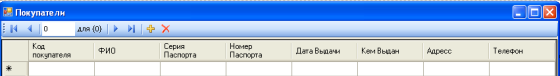 Покупатели
0 для {0}
Код покупателя ФИО Серия Паспорта Номер Паспорта Дата Выдачи Кем Выдан Адресс Телефон